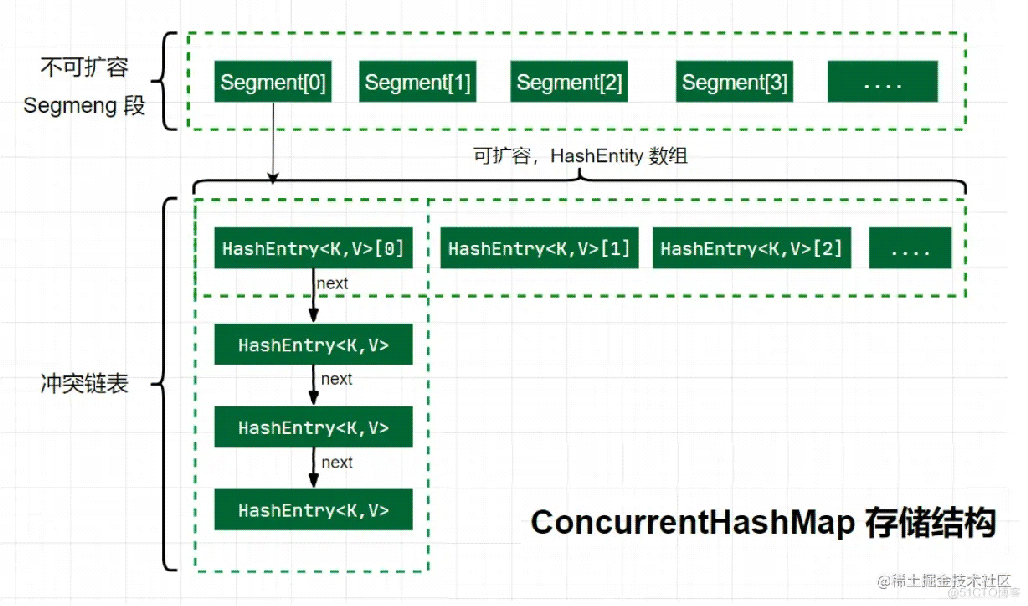 不可扩容
Segmeng 段
Segment[0]
Segment[1]
Segment[2]
Segment[3]
....
可扩容，HashEntity 数组
HashEntry<K,V>[0]
HashEntry<K,V>[1]
HashEntry<K,V>[2]
....
next
HashEntry<K,V>
next
冲突链表
HashEntry<K,V>
next
HashEntry<K,V>
ConcurrentHashMap 存储结构
@稀土掘金技术社区
@51CTO博客